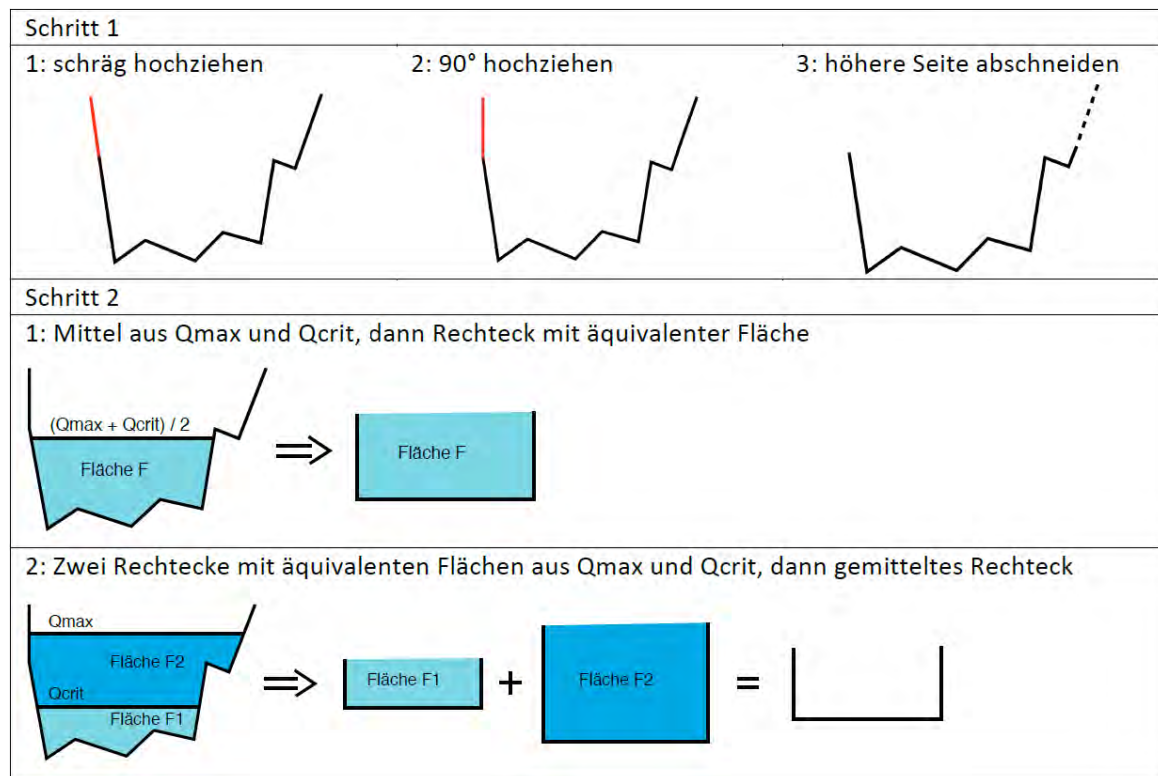 Schritt 1
1: schräg hochziehen
2: 90° hochziehen
3: höhere Seite abschneiden
Schritt 2
1: Mittel aus Qmax und Qcrit, dann Rechteck mit äquivalenter Fläche
(Qmax + Qcrit) / 2
Fläche F
Fläche F
2: Zwei Rechtecke mit äquivalenten Flächen aus Qmax und Qcrit, dann gemitteltes Rechteck
Qmax
Fläche F2
Qcrit
Fläche F1
Fläche F1
+
Fläche F2
=